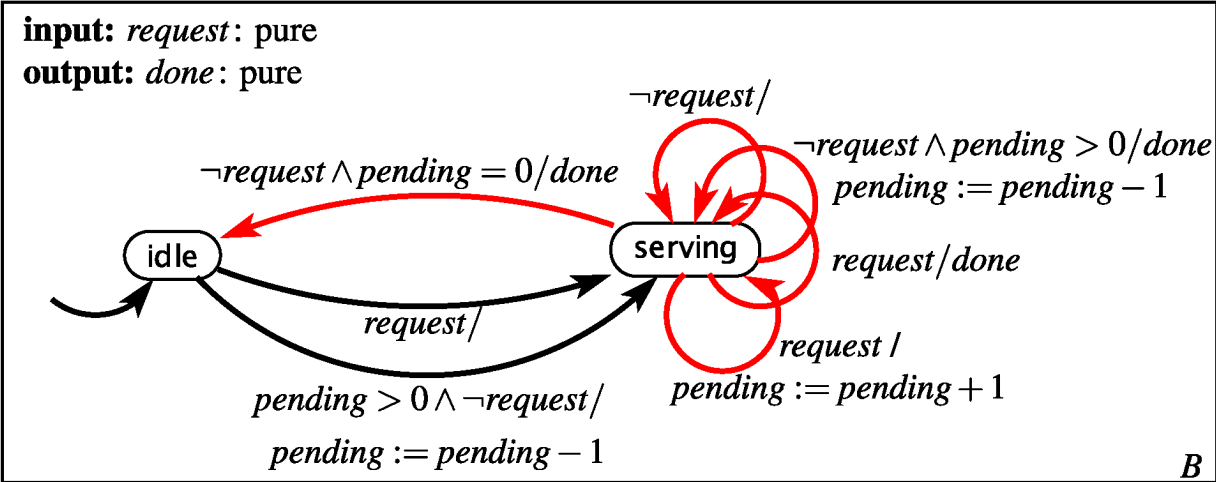 input: request: pure
output: done: pure
¬request/
¬request ∧ pending > 0/done
pending := pending − 1
¬request ∧ pending = 0/done
idle
serving
request/done
request/
request /
pending := pending + 1
pending > 0 ∧ ¬request/
pending := pending − 1
B